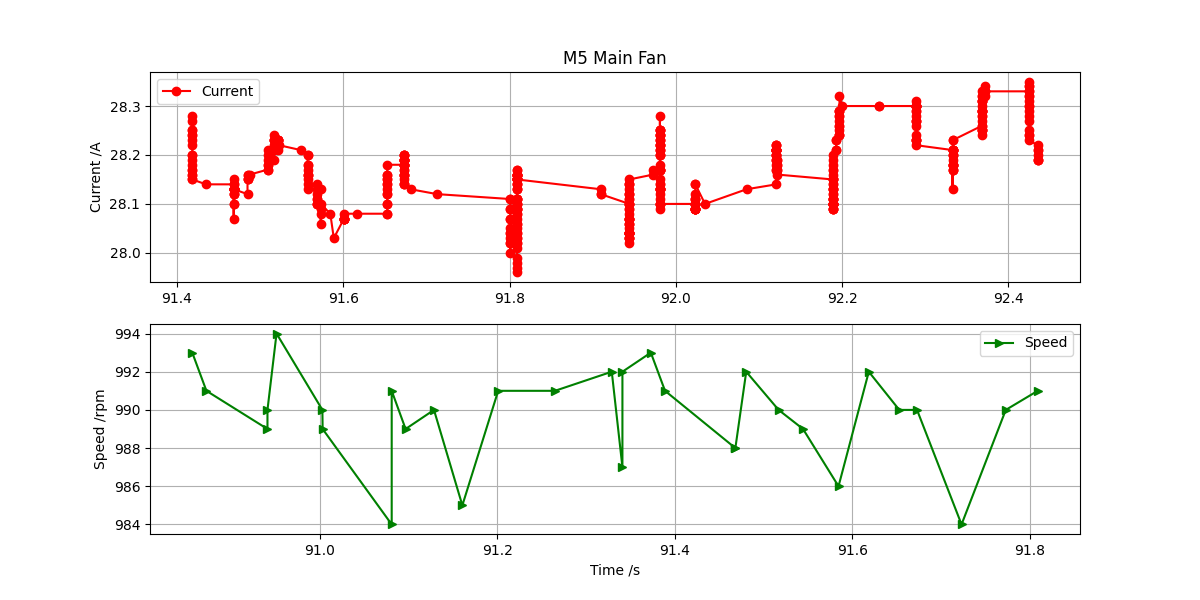 M5 Main Fan
Current
28.3
28.2
28.1
28.0
Current /A
91.4 91.6 91.8 92.0 92.2 92.4
Speed
994
992
990
988
986
984
Speed /rpm
91.0 91.2 91.4 91.6 91.8
Time /s